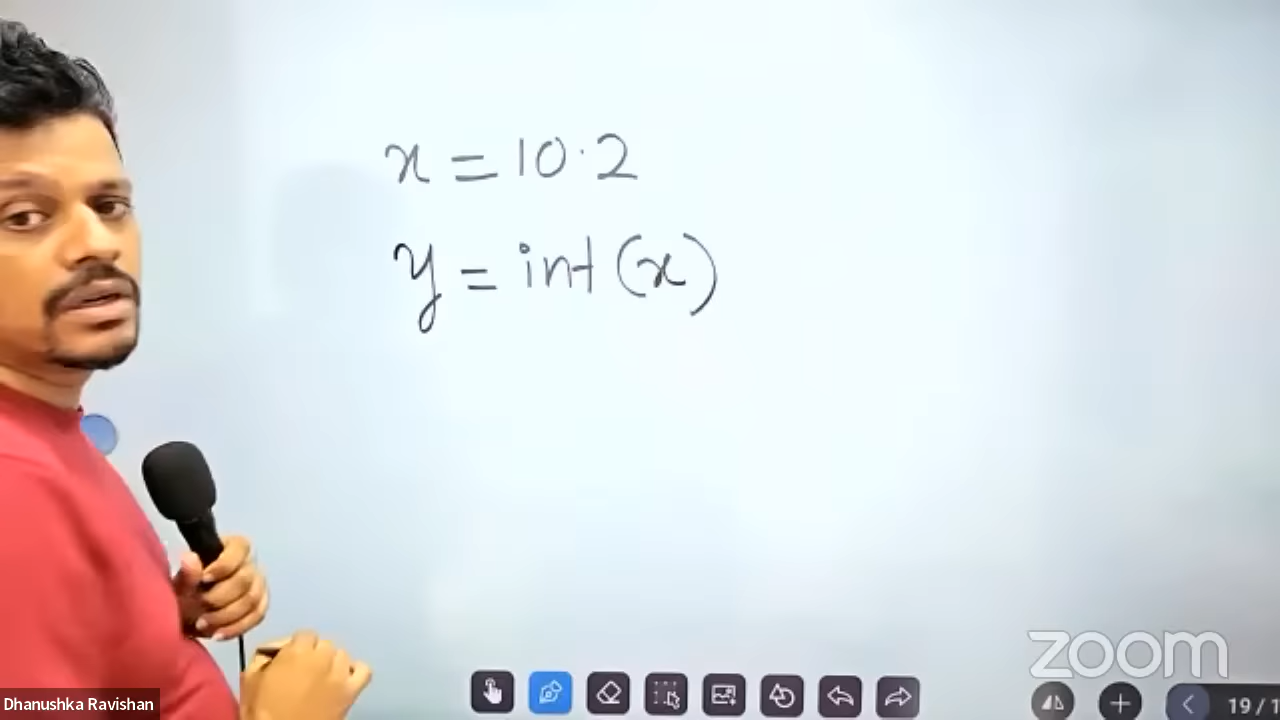 x = 10.2
y = int (x)
zoom
Dhanushka Ravishan
19 / 1